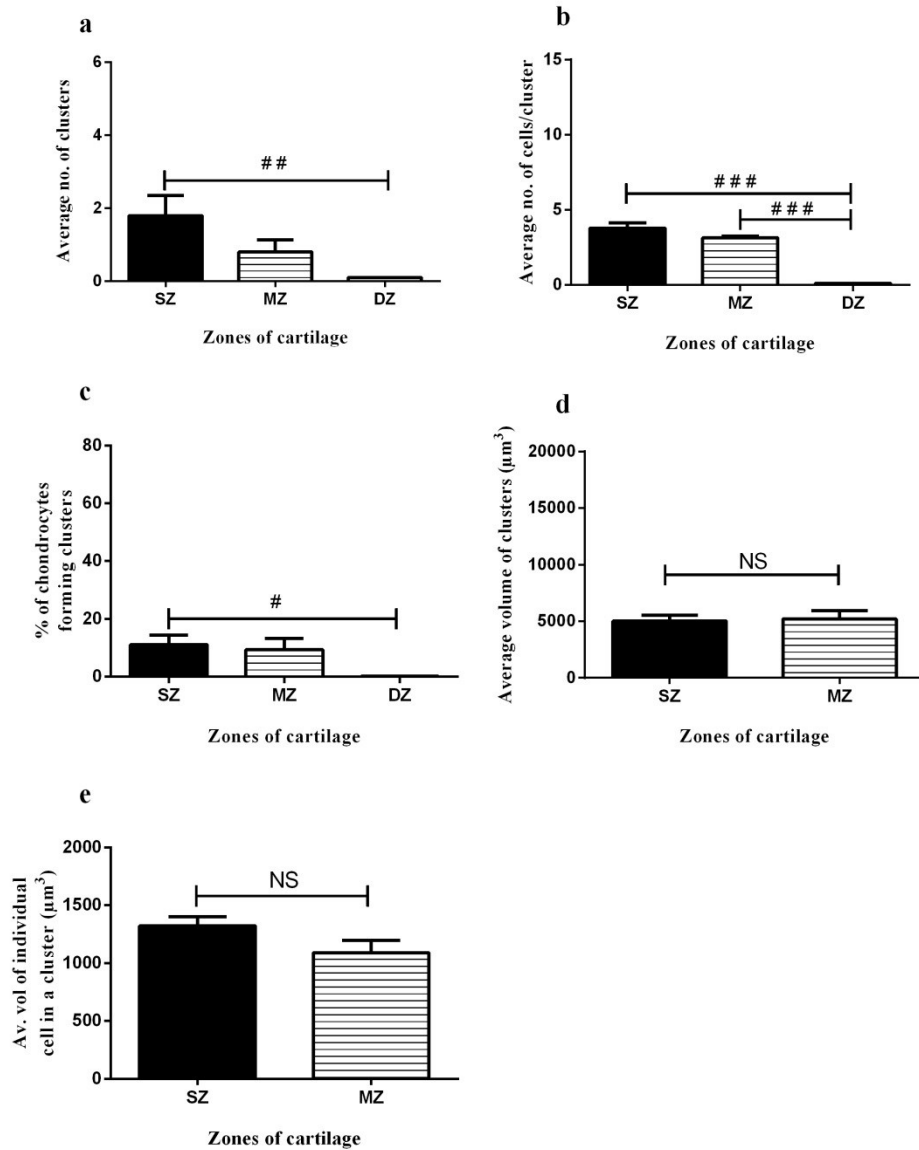 a
Average no. of clusters
6
4
2
0
##
SZ MZ DZ
Zones of cartilage
b
Average no. of cells/cluster
15
10
5
0
###
###
SZ MZ DZ
Zones of cartilage
c
% of chondrocytes
forming clusters
80
60
40
20
0
#
SZ MZ DZ
Zones of cartilage
d
Average volume of clusters (µm³)
20000
15000
10000
5000
0
NS
SZ MZ
Zones of cartilage
e
Av. vol of individual
cell in a cluster (µm³)
2000
1500
1000
500
0
NS
SZ MZ
Zones of cartilage